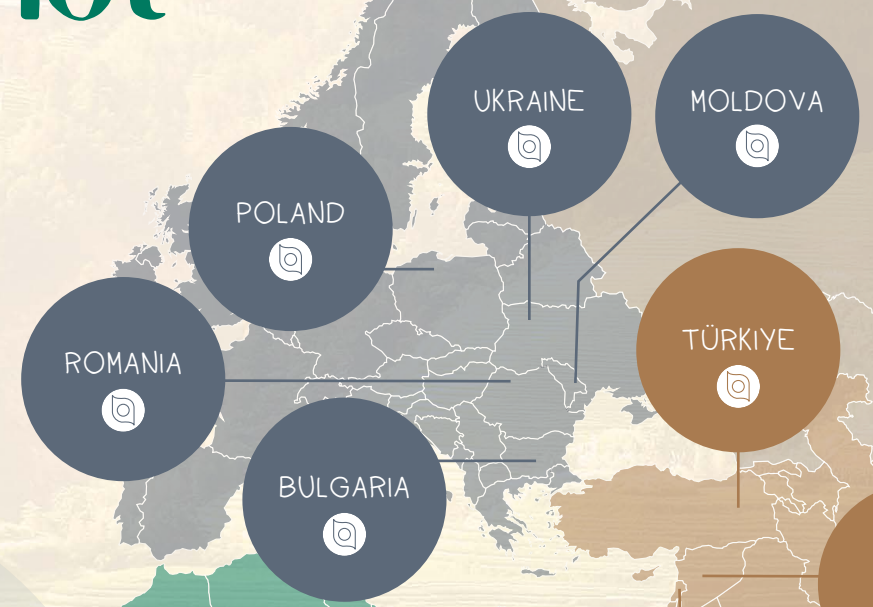 UKRAINE
MOLDOVA
POLAND
TÜRKIYE
ROMANIA
BULGARIA